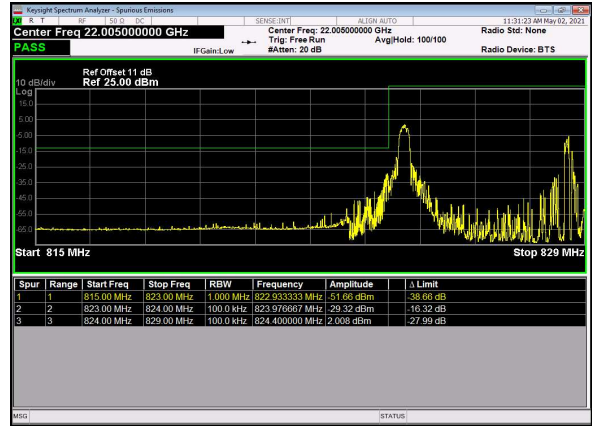 Keysight Spectrum Analyzer - Spurious Emissions
R T RF 50 Ω DC SENSE:INT ALIGN AUTO 11:31:23 AM May 02, 2021
Center Freq 22.005000000 GHz Center Freq: 22.005000000 GHz Radio Std: None
Trig: Free Run Avg|Hold: 100/100
PASS IFGain:Low #Atten: 20 dB Radio Device: BTS
Ref Offset 11 dB
10 dB/div Ref 25.00 dBm
Log
15.0
5.00
-5.00
-15.0
-25.0
-35.0
-45.0
-55.0
-65.0
Start 815 MHz Stop 829 MHz
Spur Range Start Freq Stop Freq RBW Frequency Amplitude Δ Limit
1 1 815.00 MHz 823.00 MHz 1.000 MHz 822.933333 MHz -51.66 dBm -38.66 dB
2 2 823.00 MHz 824.00 MHz 100.0 kHz 823.976667 MHz -29.32 dBm -16.32 dB
3 3 824.00 MHz 829.00 MHz 100.0 kHz 824.400000 MHz 2.008 dBm -27.99 dB
MSG STATUS